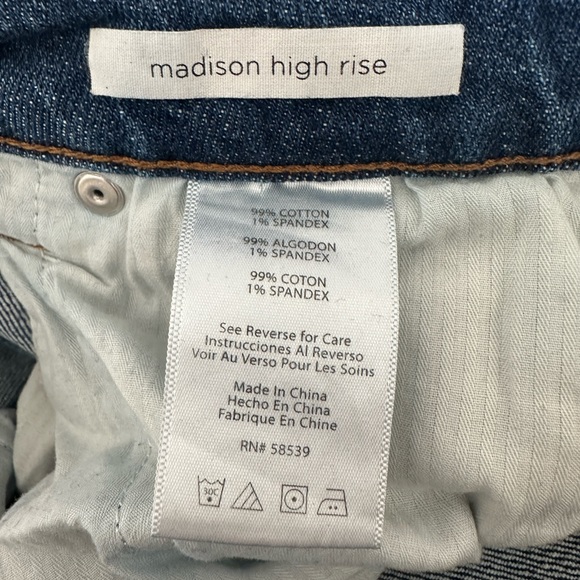 madison high rise
99% COTTON
1% SPANDEX
99% ALGODON
1% SPANDEX
99% COTON
1% SPANDEX
See Reverse for Care
Instrucciones Al Reverso
Voir Au Verso Pour Les Soins
Made In China
Hecho En China
Fabrique En Chine
RN# 58539
30C